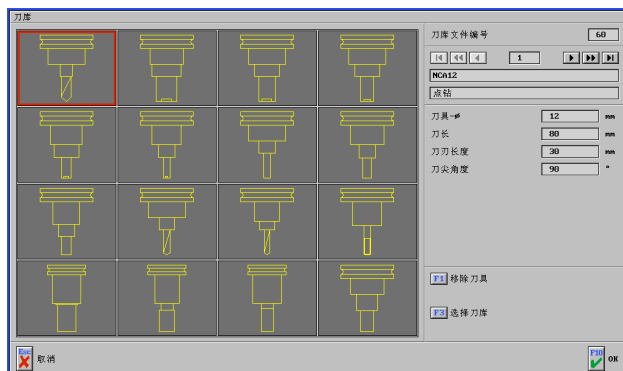 刀库
刀库文件编号 60
1
NCA12
点钻
刀具-ø 12 mm
刀长 80 mm
刀刃长度 30 mm
刀尖角度 90 °
F1 移除刀具
F3 选择刀库
Esc 取消
F10 OK